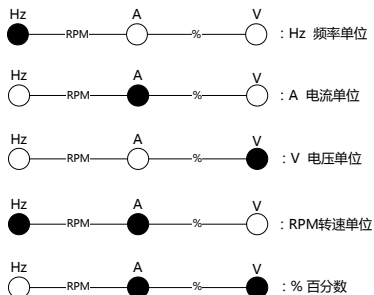 Hz A V
RPM % : Hz 频率单位
Hz A V
RPM % : A 电流单位
Hz A V
RPM % : V 电压单位
Hz A V
RPM % : RPM转速单位
Hz A V
RPM % : % 百分数